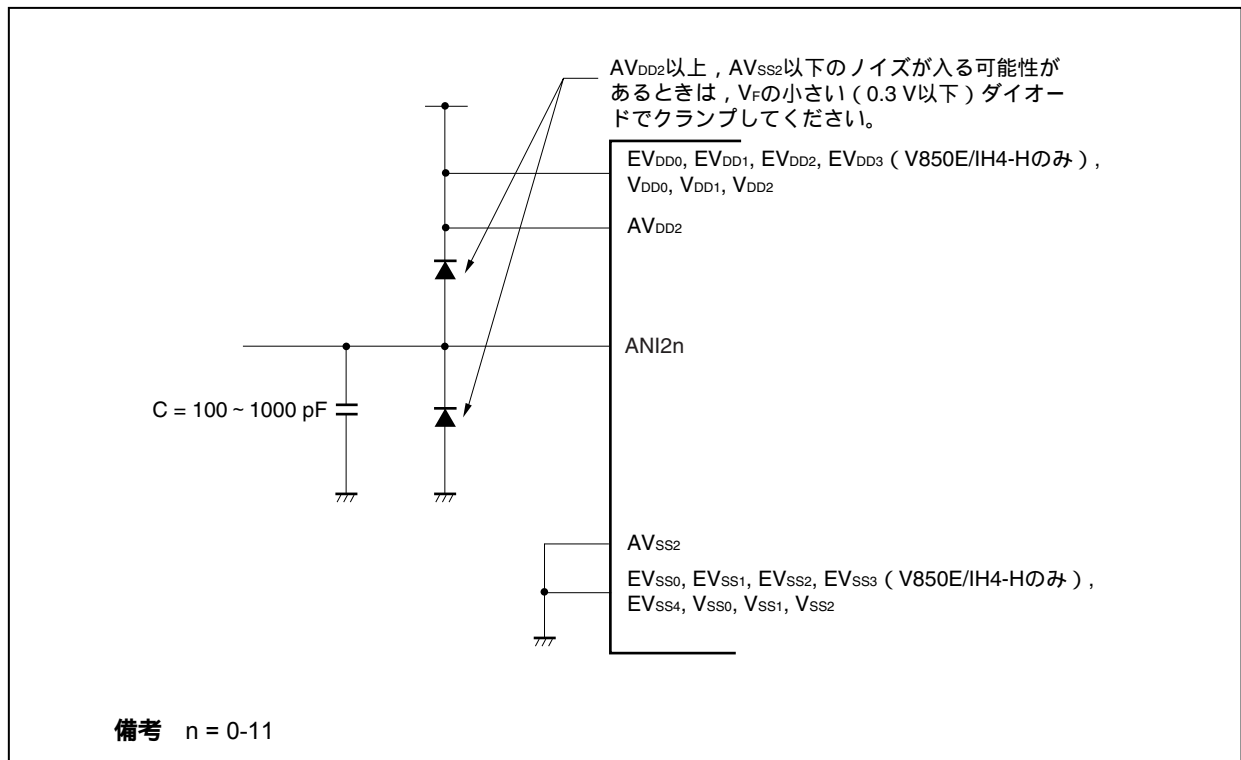 AVDD2以上，AVSS2以下のノイズが入る可能性が
あるときは，VFの小さい（0.3 V以下）ダイオー
ドでクランプしてください。
EVDD0, EVDD1, EVDD2, EVDD3（V850E/IH4-Hのみ）,
VDD0, VDD1, VDD2
AVDD2
ANI2n
C = 100 ~ 1000 pF
AVSS2
EVSS0, EVSS1, EVSS2, EVSS3（V850E/IH4-Hのみ）,
EVSS4, VSS0, VSS1, VSS2
備考 n = 0-11